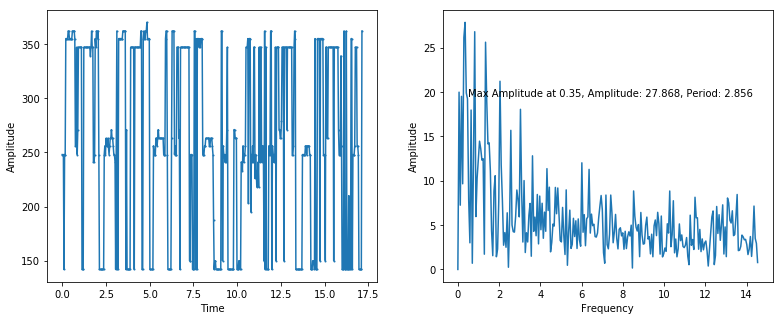 350
300
250
200
150
Amplitude
0.0 2.5 5.0 7.5 10.0 12.5 15.0 17.5
Time
25
20
15
10
5
0
Amplitude
Max Amplitude at 0.35, Amplitude: 27.868, Period: 2.856
0 2 4 6 8 10 12 14
Frequency